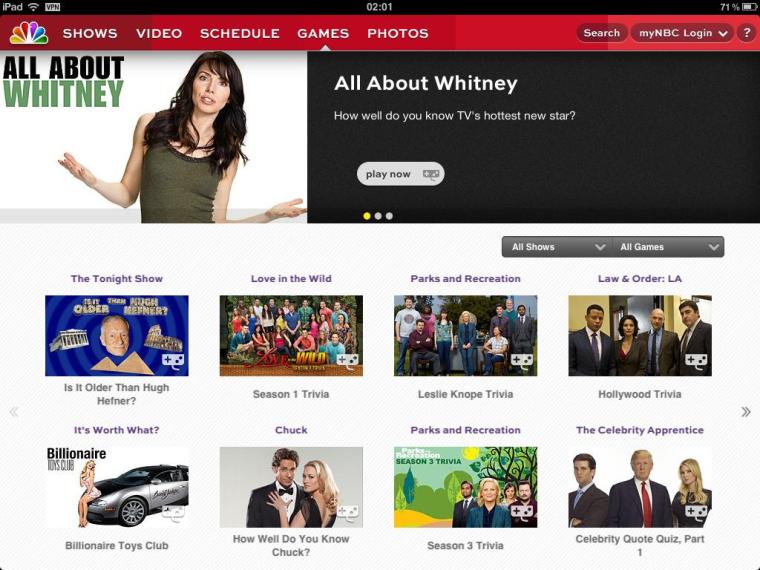 iPad VPN 02:01 71 %
SHOWS VIDEO SCHEDULE GAMES PHOTOS Search myNBC Login ?
ALL ABOUT
WHITNEY
All About Whitney
How well do you know TV's hottest new star?
play now
All Shows All Games
The Tonight Show Love in the Wild Parks and Recreation Law & Order: LA
IS IT OLDER THAN HUGH HEFNER?
LOVE IN THE WILD
SEASON 1 TRIVIA
Is It Older Than Hugh
Hefner?
Season 1 Trivia Leslie Knope Trivia Hollywood Trivia
« »
It's Worth What? Chuck Parks and Recreation The Celebrity Apprentice
Billionaire
TOYS CLUB
Parks and
Recreation
SEASON 3 TRIVIA
Billionaire Toys Club
How Well Do You Know
Chuck?
Season 3 Trivia
Celebrity Quote Quiz, Part
1